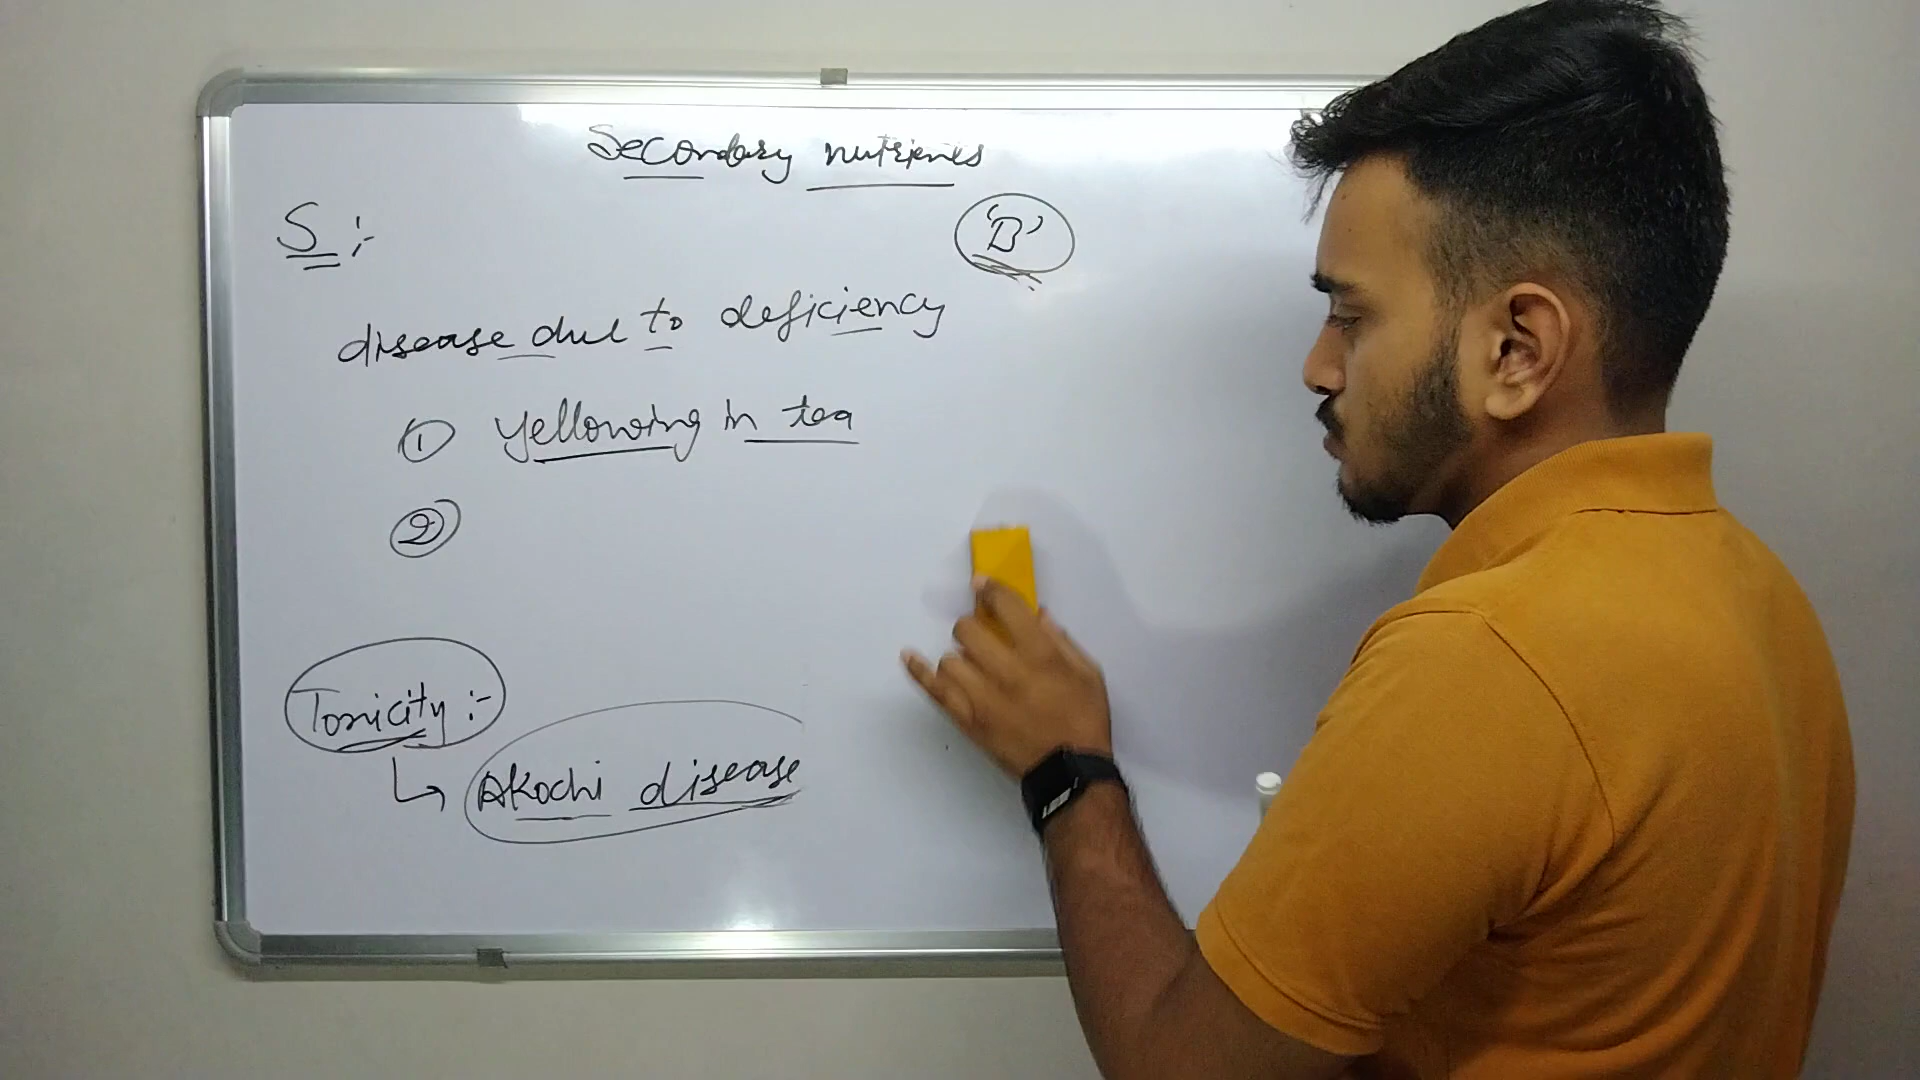 Secondary nutrients
S :-
'B'
disease due to deficiency
① Yellowing in tea
②
Toxicity :-
↳ Akochi disease